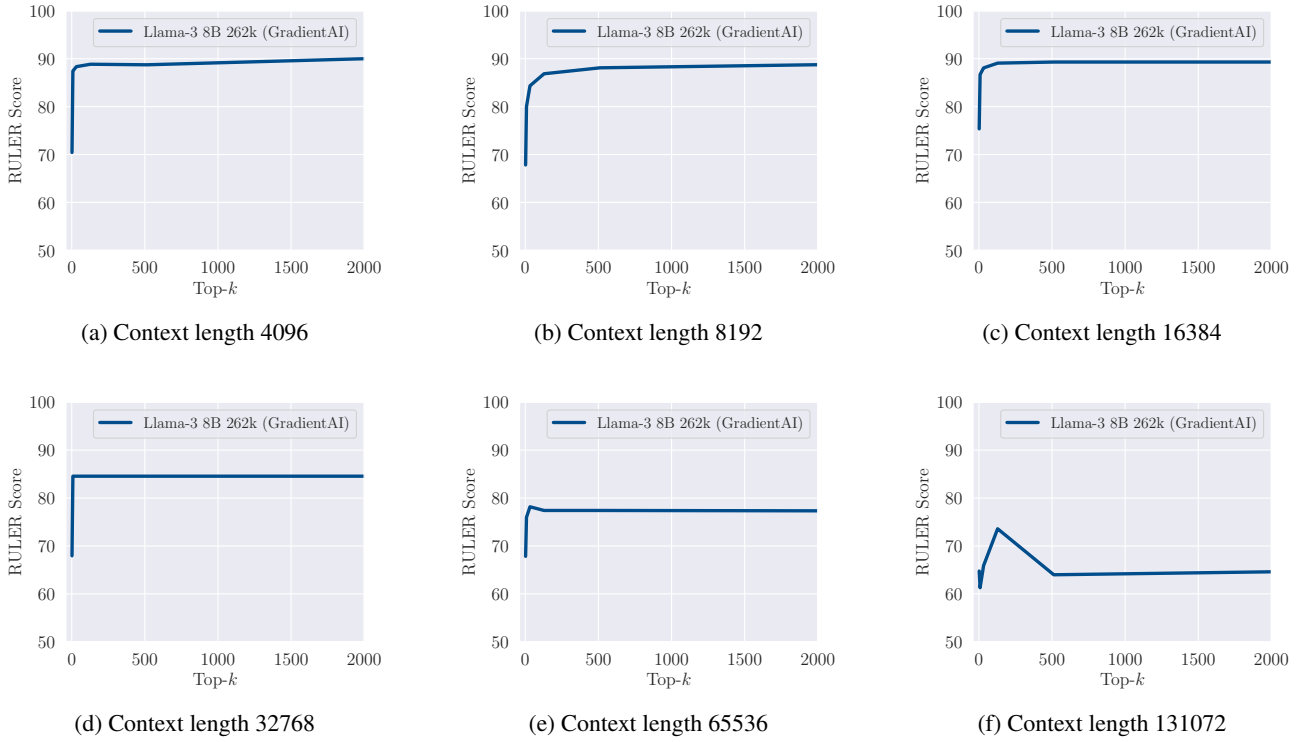 100
90
80
70
60
50
RULER Score
Llama-3 8B 262k (GradientAI)
0 500 1000 1500 2000
Top-k
(a) Context length 4096
100
90
80
70
60
50
RULER Score
Llama-3 8B 262k (GradientAI)
0 500 1000 1500 2000
Top-k
(b) Context length 8192
100
90
80
70
60
50
RULER Score
Llama-3 8B 262k (GradientAI)
0 500 1000 1500 2000
Top-k
(c) Context length 16384
100
90
80
70
60
50
RULER Score
Llama-3 8B 262k (GradientAI)
0 500 1000 1500 2000
Top-k
(d) Context length 32768
100
90
80
70
60
50
RULER Score
Llama-3 8B 262k (GradientAI)
0 500 1000 1500 2000
Top-k
(e) Context length 65536
100
90
80
70
60
50
RULER Score
Llama-3 8B 262k (GradientAI)
0 500 1000 1500 2000
Top-k
(f) Context length 131072